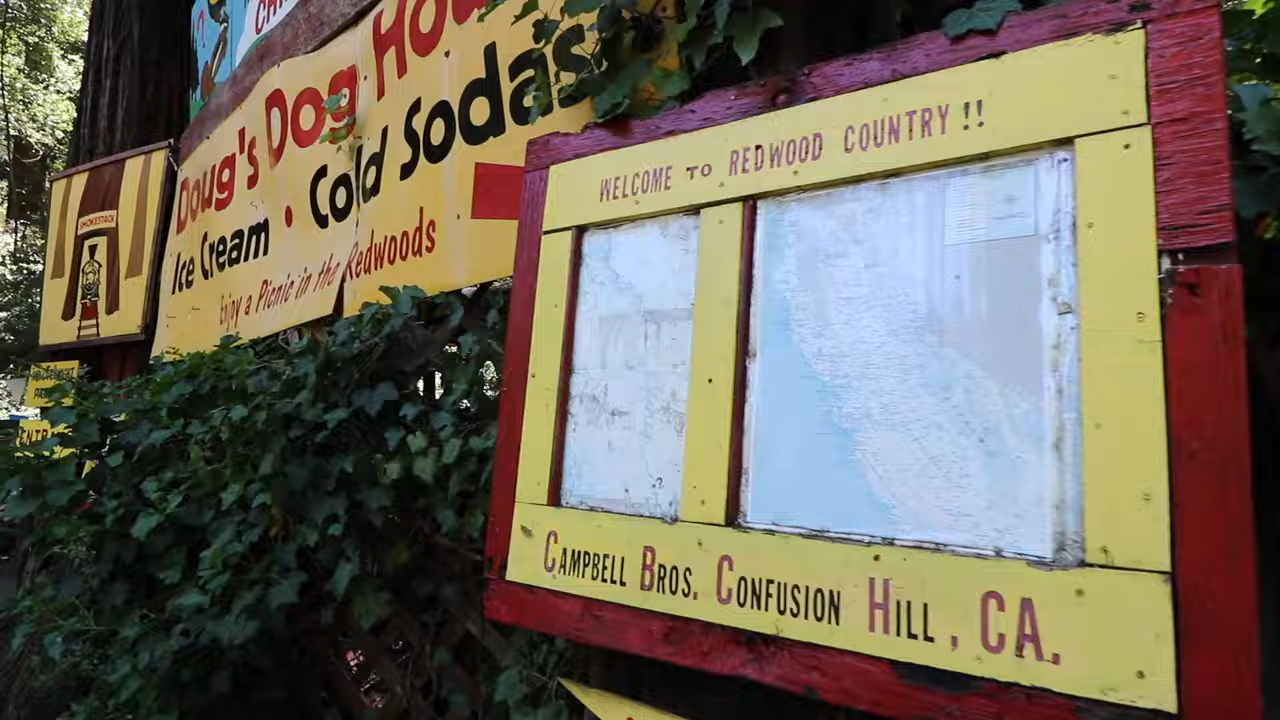 Doug's Dog Hou
Ice Cream • Cold Sodas
Enjoy a Picnic in the Redwoods
SMOKESTACK
WELCOME TO REDWOOD COUNTRY !!
CAMPBELL BROS. CONFUSION HILL, CA.